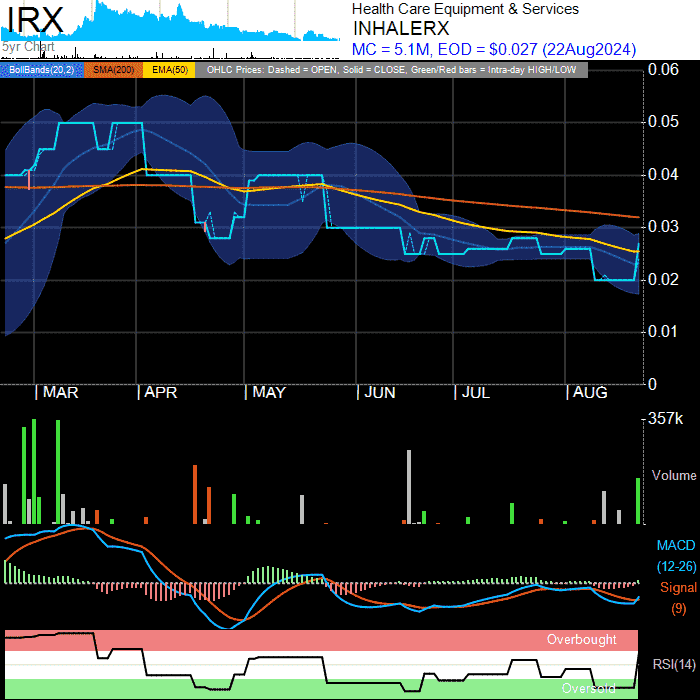 IRX
5yr Chart
Health Care Equipment & Services
INHALERX
MC = 5.1M, EOD = $0.027 (22Aug2024)
BollBands(20,2) SMA(200) EMA(50) OHLC Prices: Dashed = OPEN, Solid = CLOSE, Green/Red bars = Intra-day HIGH/LOW
0.06
0.05
0.04
0.03
0.02
0.01
0
MAR APR MAY JUN JUL AUG
357k
Volume
MACD
(12-26)
Signal
(9)
Overbought
RSI(14)
Oversold